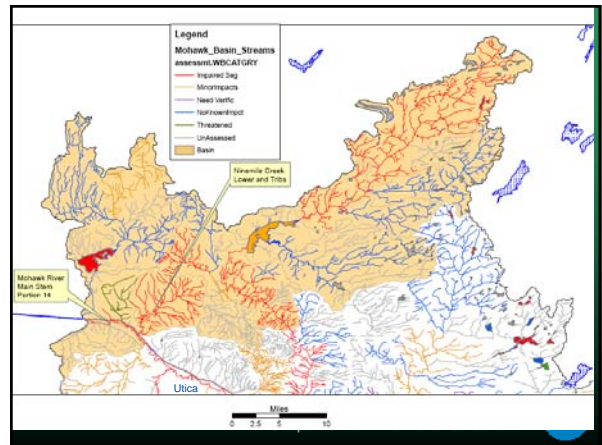 Legend
Mohawk_Basin_Streams
assessmt.WBCATGRY
Impaired Seg
MinorImpacts
Need Verific
NoKnownImpct
Threatened
UnAssessed
Basin
Ninemile Creek
Lower and Tribs
Mohawk River
Main Stem
Portion 14
Utica
Miles
0 2.5 5 10